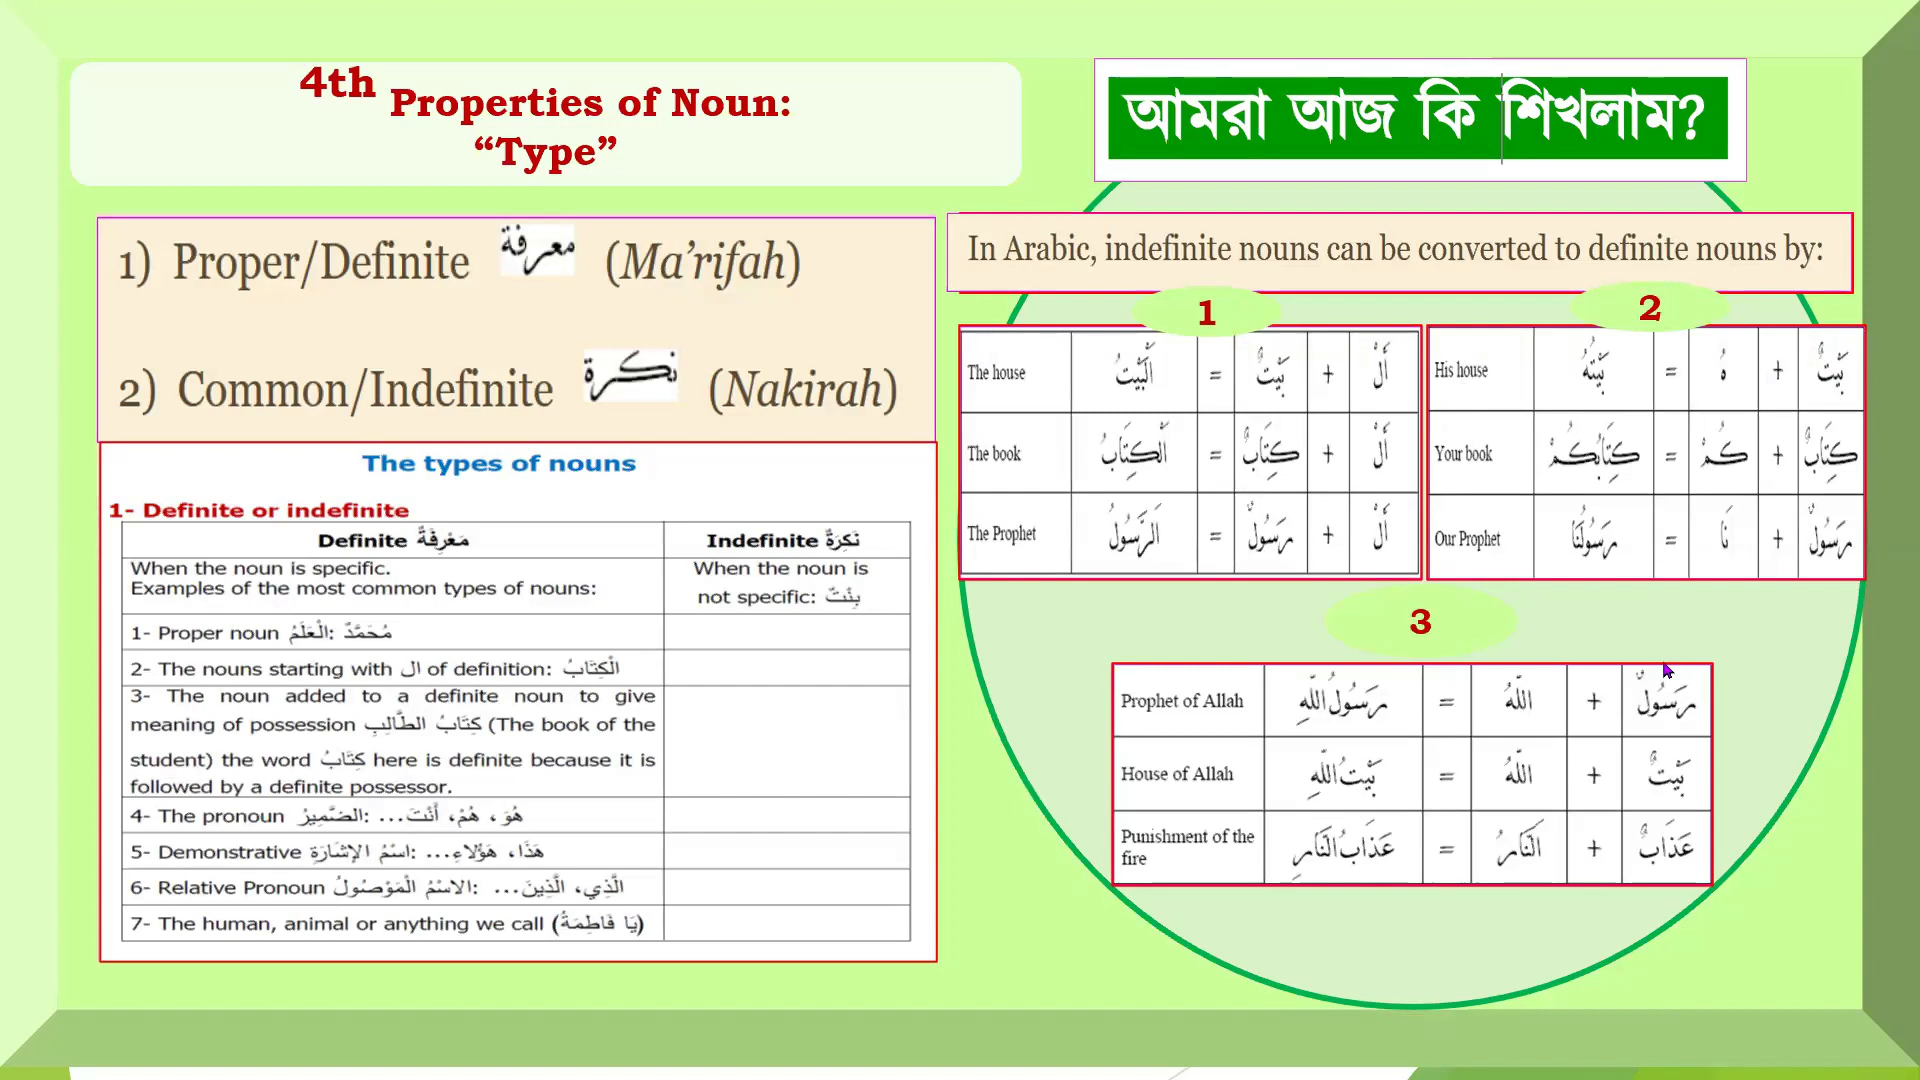 4th Properties of Noun:
“Type”
আমরা আজ কি শিখলাম?
1) Proper/Definite معرفة (Ma’rifah)
2) Common/Indefinite نكرة (Nakirah)
The types of nouns
1- Definite or indefinite
Definite مَعْرِفَةٌ
Indefinite نَكِرَةٌ
When the noun is specific.
Examples of the most common types of nouns:
When the noun is
not specific: بِنْتٌ
1- Proper noun الْعَلَمُ: مُحَمَّدٌ
2- The nouns starting with ال of definition: الْكِتَابُ
3- The noun added to a definite noun to give
meaning of possession كِتَابُ الطَّالِبِ (The book of the
student) the word كِتَابُ here is definite because it is
followed by a definite possessor.
4- The pronoun الضَّمِيرُ: هُوَ، هُمْ، أَنْتَ...
5- Demonstrative اسْمُ الإِشَارَةِ: هَذَا، هَؤُلاءِ...
6- Relative Pronoun الاسْمُ الْمَوْصُولُ: الَّذِي، الَّذِينَ...
7- The human, animal or anything we call (يَا فَاطِمَةُ)
In Arabic, indefinite nouns can be converted to definite nouns by:
1
The house اَلْبَيْتُ = بَيْتٌ + اَلْ
The book اَلْكِتَابُ = كِتَابٌ + اَلْ
The Prophet اَلرَّسُولُ = رَسُولٌ + اَلْ
2
His house بَيْتُهُ = هُ + بَيْتٌ
Your book كِتَابُكُمْ = كُمْ + كِتَابٌ
Our Prophet رَسُولُنَا = نَا + رَسُولٌ
3
Prophet of Allah رَسُولُ اللّٰهِ = اَللّٰهُ + رَسُولٌ
House of Allah بَيْتُ اللّٰهِ = اَللّٰهُ + بَيْتٌ
Punishment of the
fire عَذَابُ النَّارِ = اَلنَّارُ + عَذَابٌ